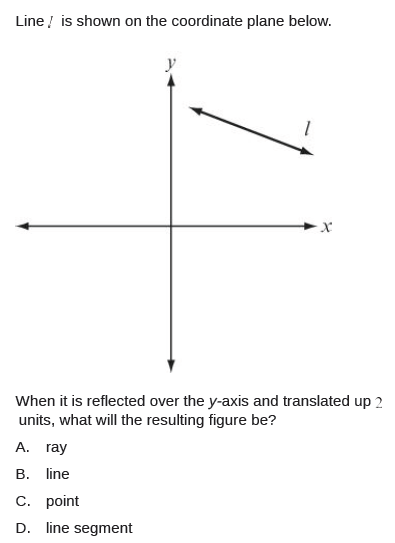 Line l is shown on the coordinate plane below.
y
l
x
When it is reflected over the y-axis and translated up 2
units, what will the resulting figure be?
A. ray
B. line
C. point
D. line segment